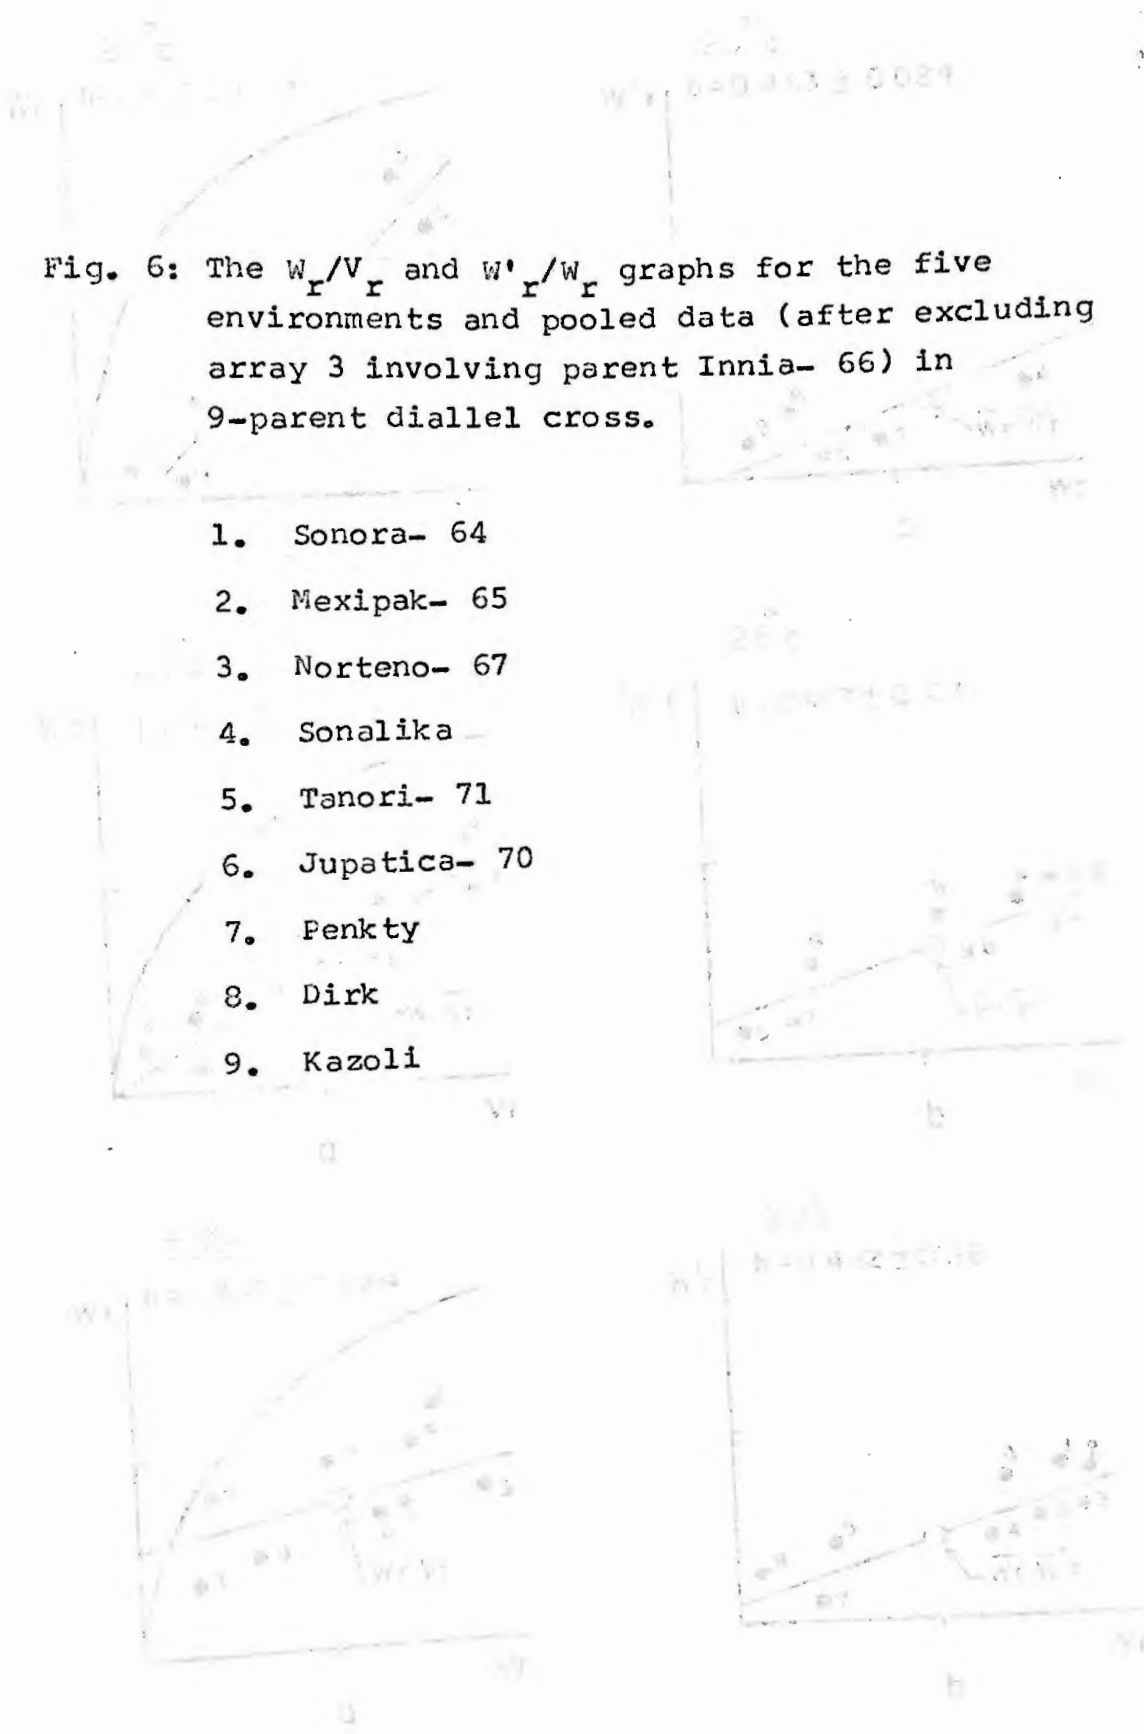 Fig. 6: The Wr/Vr and W'r/Wr graphs for the five
environments and pooled data (after excluding
array 3 involving parent Innia- 66) in
9-parent diallel cross.
1. Sonora- 64
2. Mexipak- 65
3. Norteno- 67
4. Sonalika
5. Tanori- 71
6. Jupatica- 70
7. Penkty
8. Dirk
9. Kazoli